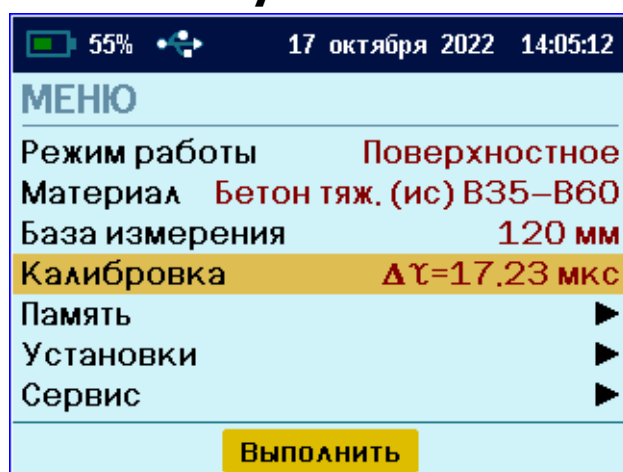 55% 17 октября 2022 14:05:12
МЕНЮ
Режим работы Поверхностное
Материал Бетон тяж. (ис) В35–В60
База измерения 120 мм
Калибровка Δτ=17,23 мкс
Память ►
Установки ►
Сервис ►
Выполнить